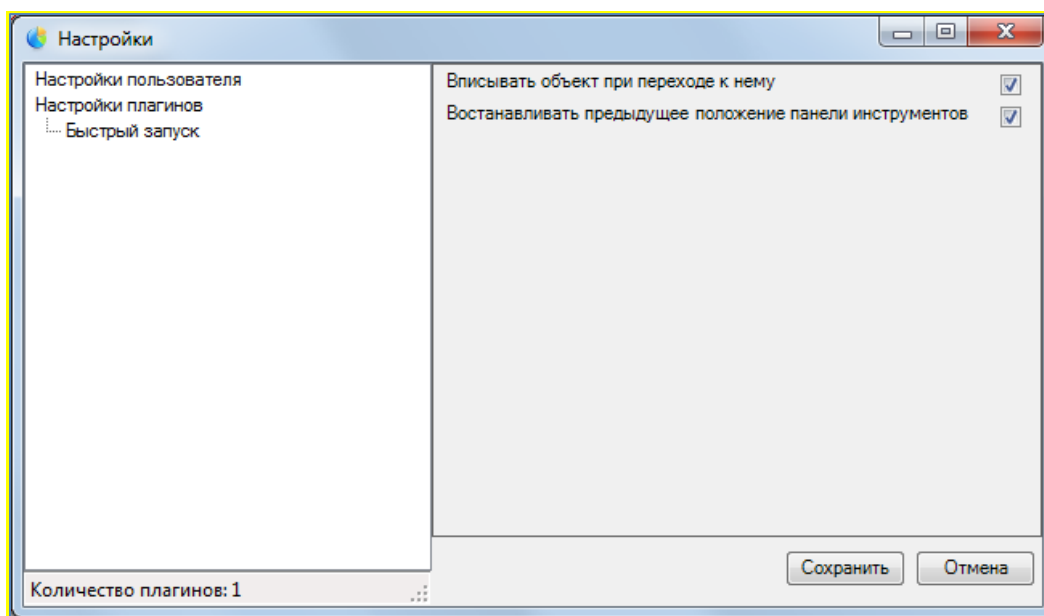 Настройки
Настройки пользователя
Настройки плагинов
Быстрый запуск
Вписывать объект при переходе к нему
Востанавливать предыдущее положение панели инструментов
Количество плагинов: 1
Сохранить
Отмена